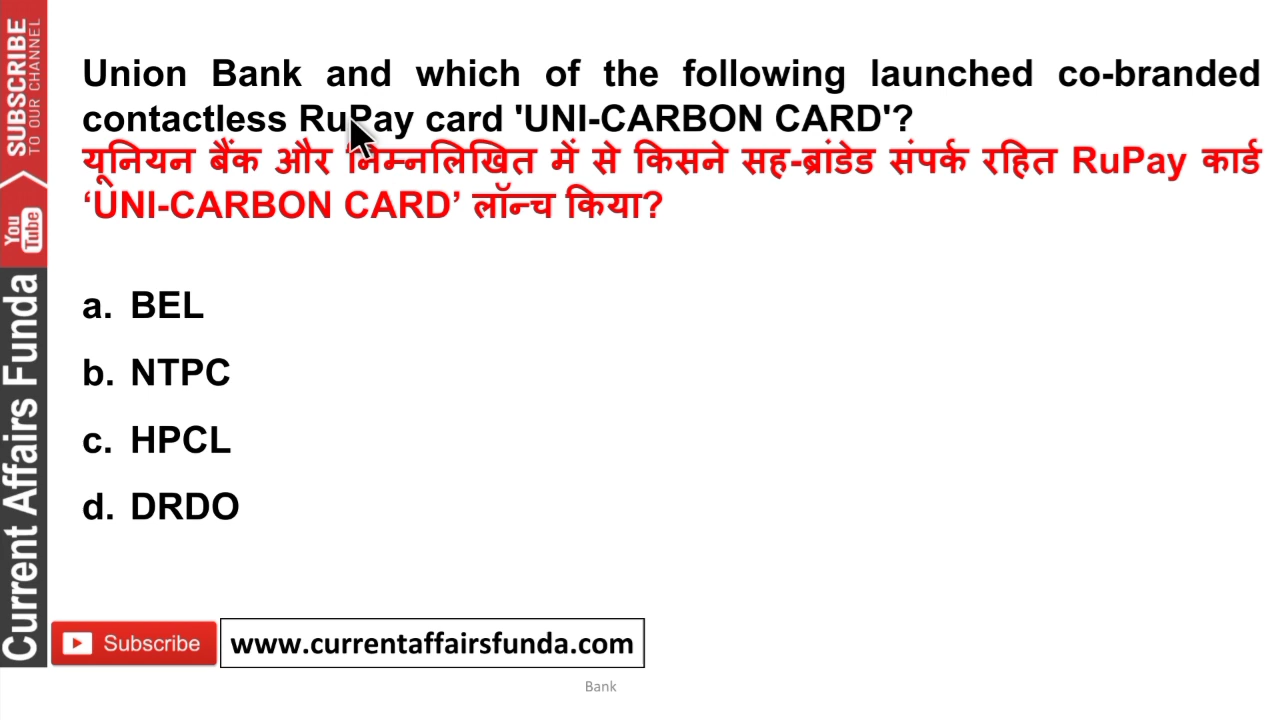 Union Bank and which of the following launched co-branded
contactless RuPay card 'UNI-CARBON CARD'?
यूनियन बैंक और निम्नलिखित में से किसने सह-ब्रांडेड संपर्क रहित RuPay कार्ड
‘UNI-CARBON CARD’ लॉन्च किया?
a. BEL
b. NTPC
c. HPCL
d. DRDO
SUBSCRIBE
TO OUR CHANNEL
You
Tube
Current Affairs Funda
Subscribe
www.currentaffairsfunda.com
Bank